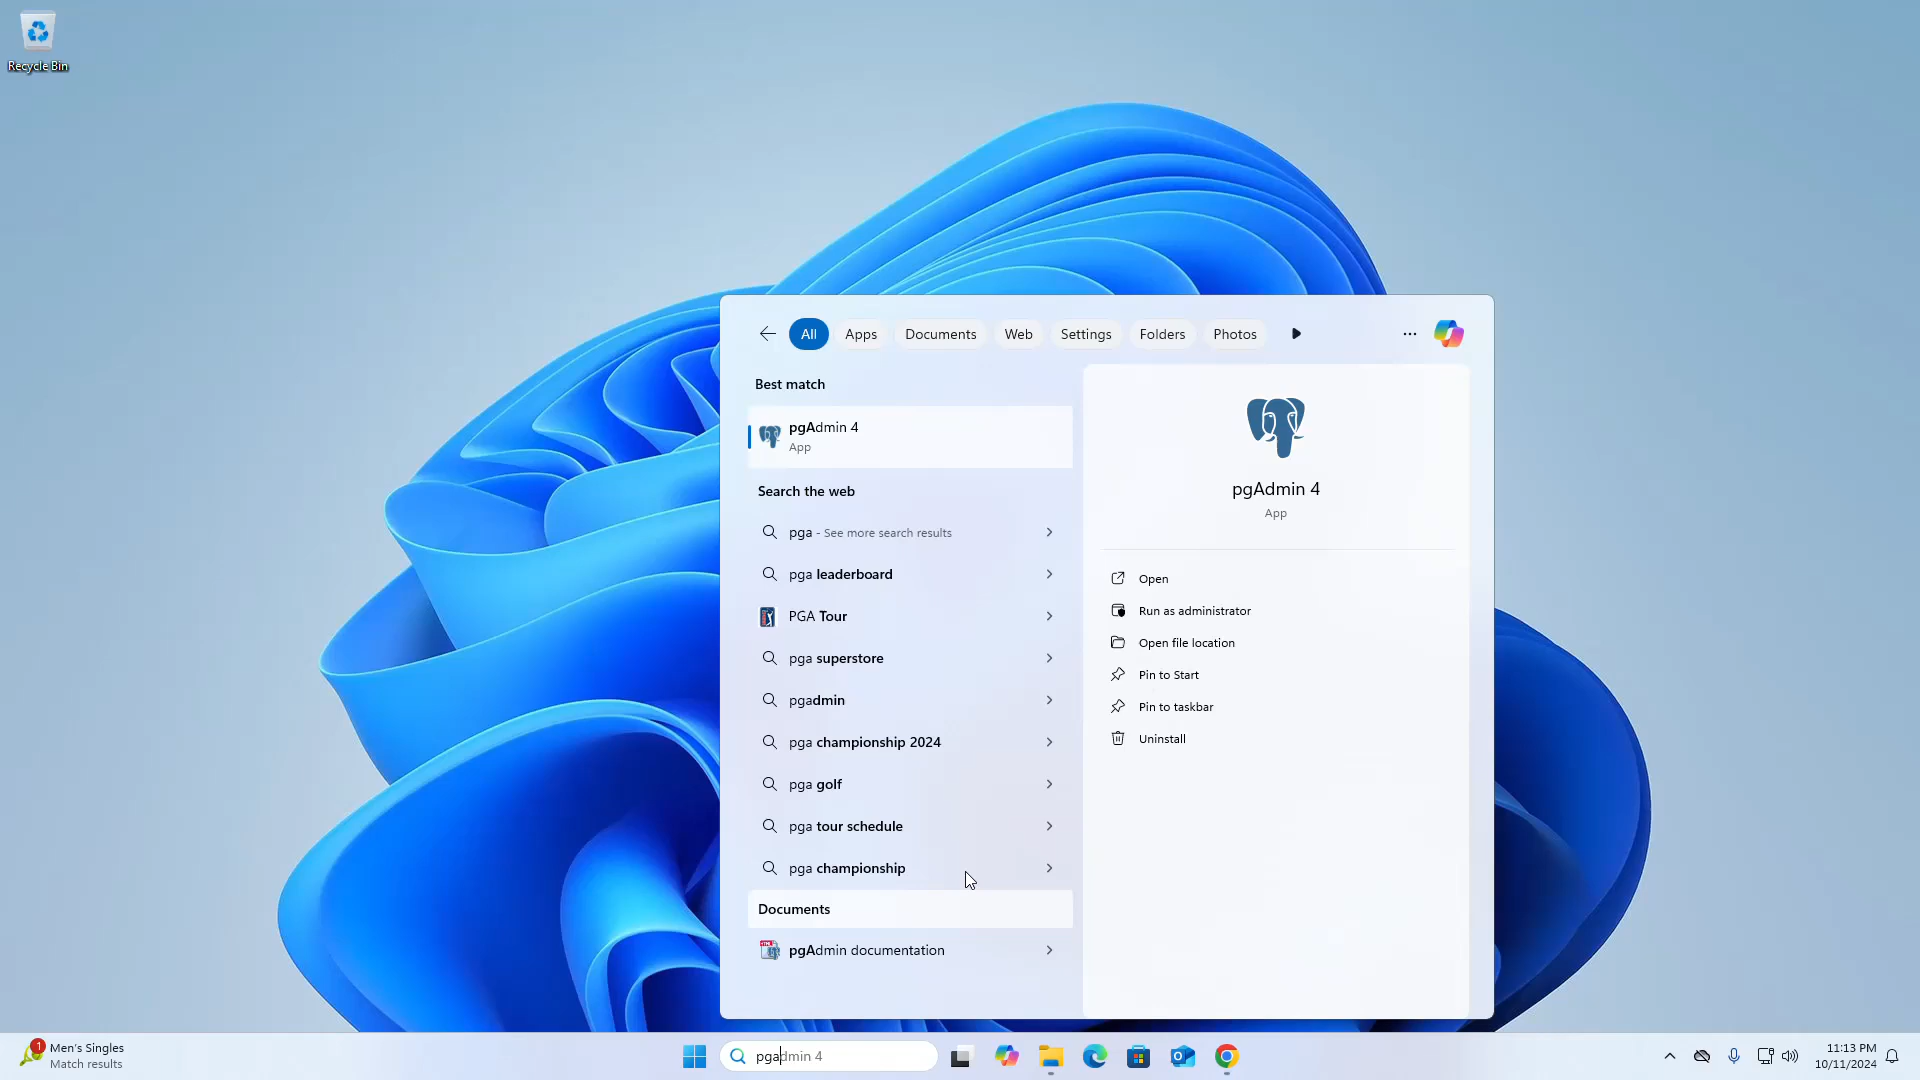 Recycle Bin
All
Apps
Documents
Web
Settings
Folders
Photos
Best match
pgAdmin 4
App
Search the web
pga - See more search results
pga leaderboard
PGA Tour
pga superstore
pgadmin
pga championship 2024
pga golf
pga tour schedule
pga championship
Documents
pgAdmin documentation
pgAdmin 4
App
Open
Run as administrator
Open file location
Pin to Start
Pin to taskbar
Uninstall
1
Men's Singles
Match results
pgadmin 4
11:13 PM
10/11/2024